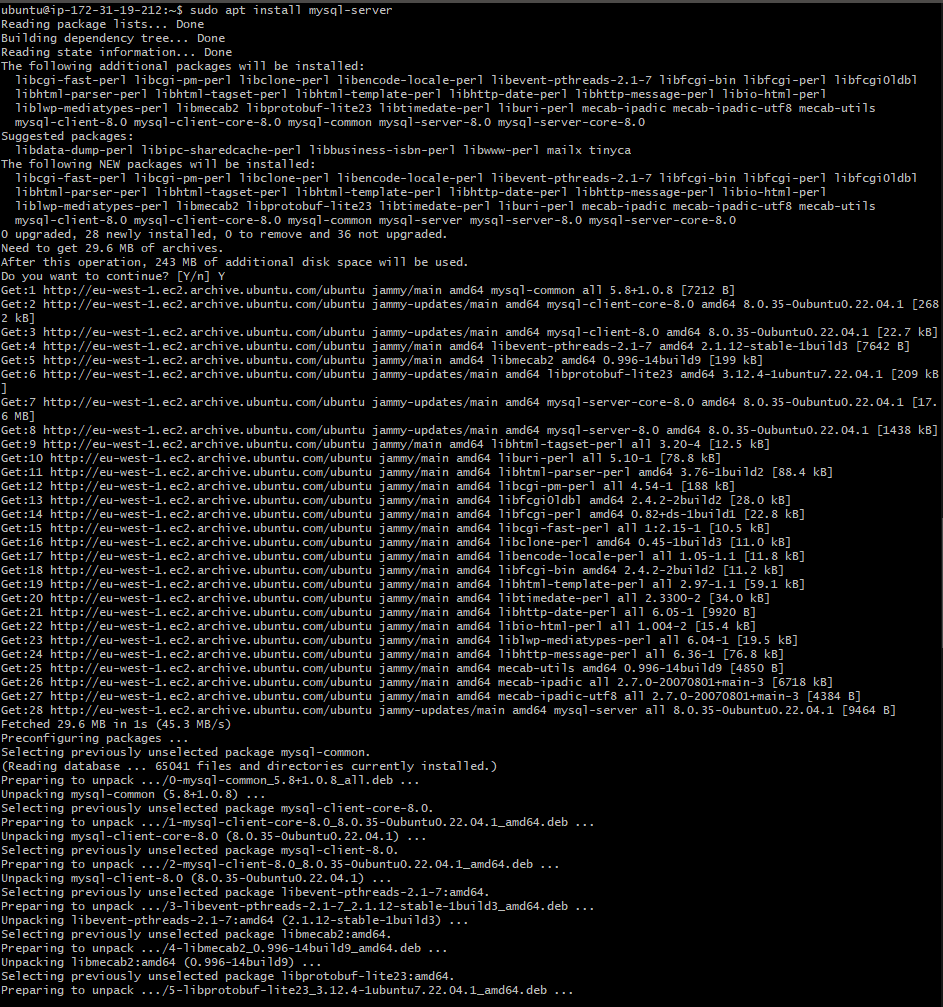 ubuntu@ip-172-31-19-212:~$ sudo apt install mysql-server
Reading package lists... Done
Building dependency tree... Done
Reading state information... Done
The following additional packages will be installed:
  libcgi-fast-perl libcgi-pm-perl libclone-perl libencode-locale-perl libevent-pthreads-2.1-7 libfcgi-bin libfcgi-perl libfcgi0ldbl
  libhtml-parser-perl libhtml-tagset-perl libhtml-template-perl libhttp-date-perl libhttp-message-perl libio-html-perl
  liblwp-mediatypes-perl libmecab2 libprotobuf-lite23 libtimedate-perl liburi-perl mecab-ipadic mecab-ipadic-utf8 mecab-utils
  mysql-client-8.0 mysql-client-core-8.0 mysql-common mysql-server-8.0 mysql-server-core-8.0
Suggested packages:
  libdata-dump-perl libipc-sharedcache-perl libbusiness-isbn-perl libwww-perl mailx tinyca
The following NEW packages will be installed:
  libcgi-fast-perl libcgi-pm-perl libclone-perl libencode-locale-perl libevent-pthreads-2.1-7 libfcgi-bin libfcgi-perl libfcgi0ldbl
  libhtml-parser-perl libhtml-tagset-perl libhtml-template-perl libhttp-date-perl libhttp-message-perl libio-html-perl
  liblwp-mediatypes-perl libmecab2 libprotobuf-lite23 libtimedate-perl liburi-perl mecab-ipadic mecab-ipadic-utf8 mecab-utils
  mysql-client-8.0 mysql-client-core-8.0 mysql-common mysql-server mysql-server-8.0 mysql-server-core-8.0
0 upgraded, 28 newly installed, 0 to remove and 36 not upgraded.
Need to get 29.6 MB of archives.
After this operation, 243 MB of additional disk space will be used.
Do you want to continue? [Y/n] Y
Get:1 http://eu-west-1.ec2.archive.ubuntu.com/ubuntu jammy/main amd64 mysql-common all 5.8+1.0.8 [7212 B]
Get:2 http://eu-west-1.ec2.archive.ubuntu.com/ubuntu jammy-updates/main amd64 mysql-client-core-8.0 amd64 8.0.35-0ubuntu0.22.04.1 [268
2 kB]
Get:3 http://eu-west-1.ec2.archive.ubuntu.com/ubuntu jammy-updates/main amd64 mysql-client-8.0 amd64 8.0.35-0ubuntu0.22.04.1 [22.7 kB]
Get:4 http://eu-west-1.ec2.archive.ubuntu.com/ubuntu jammy/main amd64 libevent-pthreads-2.1-7 amd64 2.1.12-stable-1build3 [7642 B]
Get:5 http://eu-west-1.ec2.archive.ubuntu.com/ubuntu jammy/main amd64 libmecab2 amd64 0.996-14build9 [199 kB]
Get:6 http://eu-west-1.ec2.archive.ubuntu.com/ubuntu jammy-updates/main amd64 libprotobuf-lite23 amd64 3.12.4-1ubuntu7.22.04.1 [209 kB
]
Get:7 http://eu-west-1.ec2.archive.ubuntu.com/ubuntu jammy-updates/main amd64 mysql-server-core-8.0 amd64 8.0.35-0ubuntu0.22.04.1 [17.
6 MB]
Get:8 http://eu-west-1.ec2.archive.ubuntu.com/ubuntu jammy-updates/main amd64 mysql-server-8.0 amd64 8.0.35-0ubuntu0.22.04.1 [1438 kB]
Get:9 http://eu-west-1.ec2.archive.ubuntu.com/ubuntu jammy/main amd64 libhtml-tagset-perl all 3.20-4 [12.5 kB]
Get:10 http://eu-west-1.ec2.archive.ubuntu.com/ubuntu jammy/main amd64 liburi-perl all 5.10-1 [78.8 kB]
Get:11 http://eu-west-1.ec2.archive.ubuntu.com/ubuntu jammy/main amd64 libhtml-parser-perl amd64 3.76-1build2 [88.4 kB]
Get:12 http://eu-west-1.ec2.archive.ubuntu.com/ubuntu jammy/main amd64 libcgi-pm-perl all 4.54-1 [188 kB]
Get:13 http://eu-west-1.ec2.archive.ubuntu.com/ubuntu jammy/main amd64 libfcgi0ldbl amd64 2.4.2-2build2 [28.0 kB]
Get:14 http://eu-west-1.ec2.archive.ubuntu.com/ubuntu jammy/main amd64 libfcgi-perl amd64 0.82+ds-1build1 [22.8 kB]
Get:15 http://eu-west-1.ec2.archive.ubuntu.com/ubuntu jammy/main amd64 libcgi-fast-perl all 1:2.15-1 [10.5 kB]
Get:16 http://eu-west-1.ec2.archive.ubuntu.com/ubuntu jammy/main amd64 libclone-perl amd64 0.45-1build3 [11.0 kB]
Get:17 http://eu-west-1.ec2.archive.ubuntu.com/ubuntu jammy/main amd64 libencode-locale-perl all 1.05-1.1 [11.8 kB]
Get:18 http://eu-west-1.ec2.archive.ubuntu.com/ubuntu jammy/main amd64 libfcgi-bin amd64 2.4.2-2build2 [11.2 kB]
Get:19 http://eu-west-1.ec2.archive.ubuntu.com/ubuntu jammy/main amd64 libhtml-template-perl all 2.97-1.1 [59.1 kB]
Get:20 http://eu-west-1.ec2.archive.ubuntu.com/ubuntu jammy/main amd64 libtimedate-perl all 2.3300-2 [34.0 kB]
Get:21 http://eu-west-1.ec2.archive.ubuntu.com/ubuntu jammy/main amd64 libhttp-date-perl all 6.05-1 [9920 B]
Get:22 http://eu-west-1.ec2.archive.ubuntu.com/ubuntu jammy/main amd64 libio-html-perl all 1.004-2 [15.4 kB]
Get:23 http://eu-west-1.ec2.archive.ubuntu.com/ubuntu jammy/main amd64 liblwp-mediatypes-perl all 6.04-1 [19.5 kB]
Get:24 http://eu-west-1.ec2.archive.ubuntu.com/ubuntu jammy/main amd64 libhttp-message-perl all 6.36-1 [76.8 kB]
Get:25 http://eu-west-1.ec2.archive.ubuntu.com/ubuntu jammy/main amd64 mecab-utils amd64 0.996-14build9 [4850 B]
Get:26 http://eu-west-1.ec2.archive.ubuntu.com/ubuntu jammy/main amd64 mecab-ipadic all 2.7.0-20070801+main-3 [6718 kB]
Get:27 http://eu-west-1.ec2.archive.ubuntu.com/ubuntu jammy/main amd64 mecab-ipadic-utf8 all 2.7.0-20070801+main-3 [4384 B]
Get:28 http://eu-west-1.ec2.archive.ubuntu.com/ubuntu jammy-updates/main amd64 mysql-server all 8.0.35-0ubuntu0.22.04.1 [9464 B]
Fetched 29.6 MB in 1s (45.3 MB/s)
Preconfiguring packages ...
Selecting previously unselected package mysql-common.
(Reading database ... 65041 files and directories currently installed.)
Preparing to unpack .../0-mysql-common_5.8+1.0.8_all.deb ...
Unpacking mysql-common (5.8+1.0.8) ...
Selecting previously unselected package mysql-client-core-8.0.
Preparing to unpack .../1-mysql-client-core-8.0_8.0.35-0ubuntu0.22.04.1_amd64.deb ...
Unpacking mysql-client-core-8.0 (8.0.35-0ubuntu0.22.04.1) ...
Selecting previously unselected package mysql-client-8.0.
Preparing to unpack .../2-mysql-client-8.0_8.0.35-0ubuntu0.22.04.1_amd64.deb ...
Unpacking mysql-client-8.0 (8.0.35-0ubuntu0.22.04.1) ...
Selecting previously unselected package libevent-pthreads-2.1-7:amd64.
Preparing to unpack .../3-libevent-pthreads-2.1-7_2.1.12-stable-1build3_amd64.deb ...
Unpacking libevent-pthreads-2.1-7:amd64 (2.1.12-stable-1build3) ...
Selecting previously unselected package libmecab2:amd64.
Preparing to unpack .../4-libmecab2_0.996-14build9_amd64.deb ...
Unpacking libmecab2:amd64 (0.996-14build9) ...
Selecting previously unselected package libprotobuf-lite23:amd64.
Preparing to unpack .../5-libprotobuf-lite23_3.12.4-1ubuntu7.22.04.1_amd64.deb ...